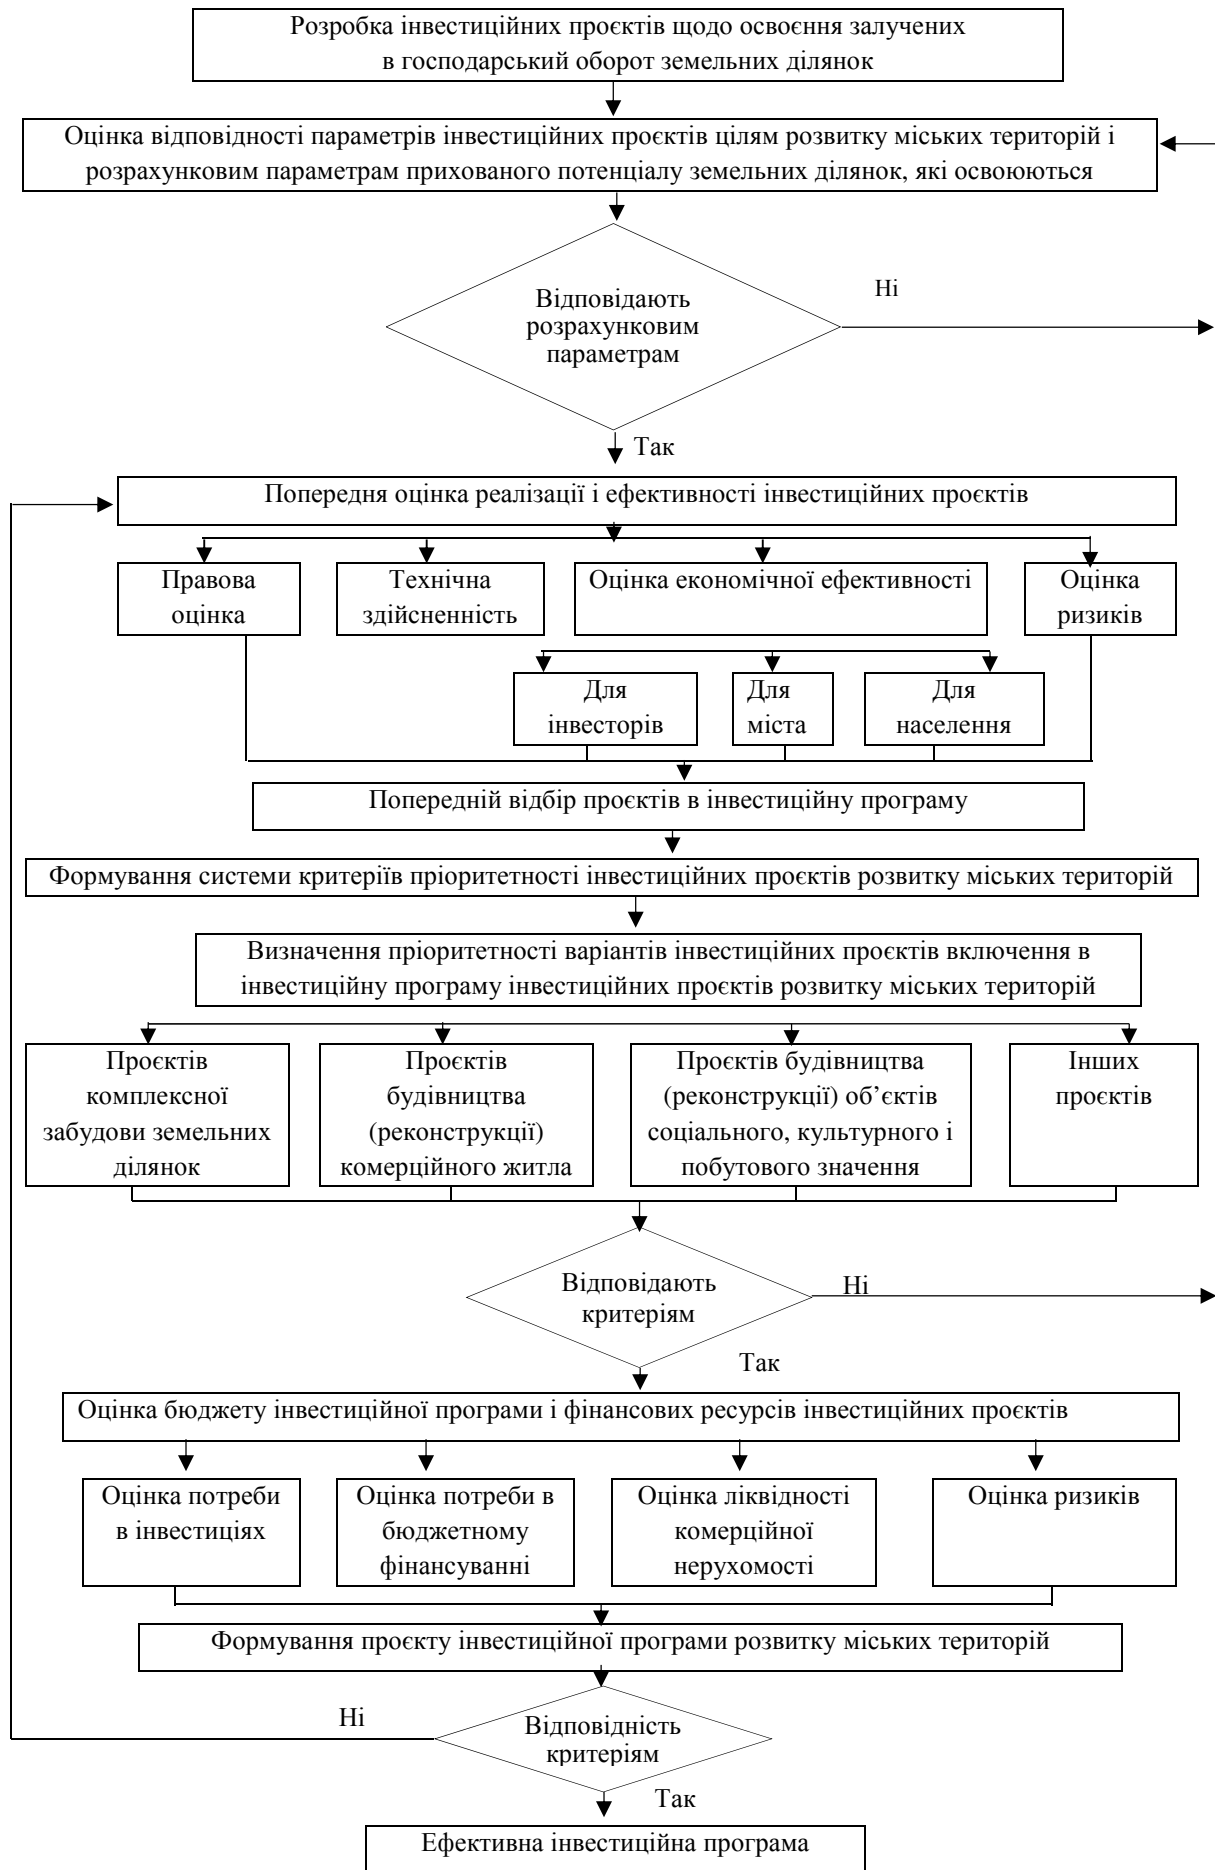 Розробка інвестиційних проєктів щодо освоєння залучених
в господарський оборот земельних ділянок
Оцінка відповідності параметрів інвестиційних проєктів цілям розвитку міських територій і
розрахунковим параметрам прихованого потенціалу земельних ділянок, які освоюються
Відповідають
розрахунковим
параметрам
Ні
Так
Попередня оцінка реалізації і ефективності інвестиційних проєктів
Правова
оцінка
Технічна
здійсненність
Оцінка економічної ефективності
Оцінка
ризиків
Для
інвесторів
Для
міста
Для
населення
Попередній відбір проєктів в інвестиційну програму
Формування системи критеріїв пріоритетності інвестиційних проєктів розвитку міських територій
Визначення пріоритетності варіантів інвестиційних проєктів включення в
інвестиційну програму інвестиційних проєктів розвитку міських територій
Проєктів
комплексної
забудови земельних
ділянок
Проєктів
будівництва
(реконструкції)
комерційного житла
Проєктів будівництва
(реконструкції) об’єктів
соціального, культурного і
побутового значення
Інших
проєктів
Відповідають
критеріям
Ні
Так
Оцінка бюджету інвестиційної програми і фінансових ресурсів інвестиційних проєктів
Оцінка потреби
в інвестиціях
Оцінка потреби в
бюджетному
фінансуванні
Оцінка ліквідності
комерційної
нерухомості
Оцінка ризиків
Формування проєкту інвестиційної програми розвитку міських територій
Ні
Відповідність
критеріям
Так
Ефективна інвестиційна програма